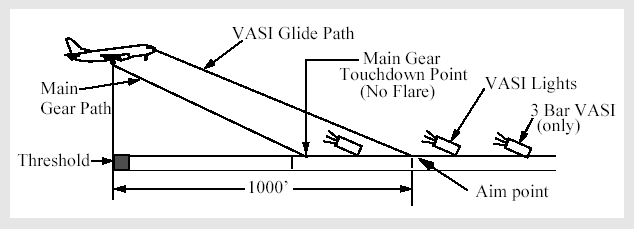 VASI Glide Path
Main Gear
Touchdown Point
(No Flare)
VASI Lights
Main
Gear Path
3 Bar VASI
(only)
Threshold
1000'
Aim point